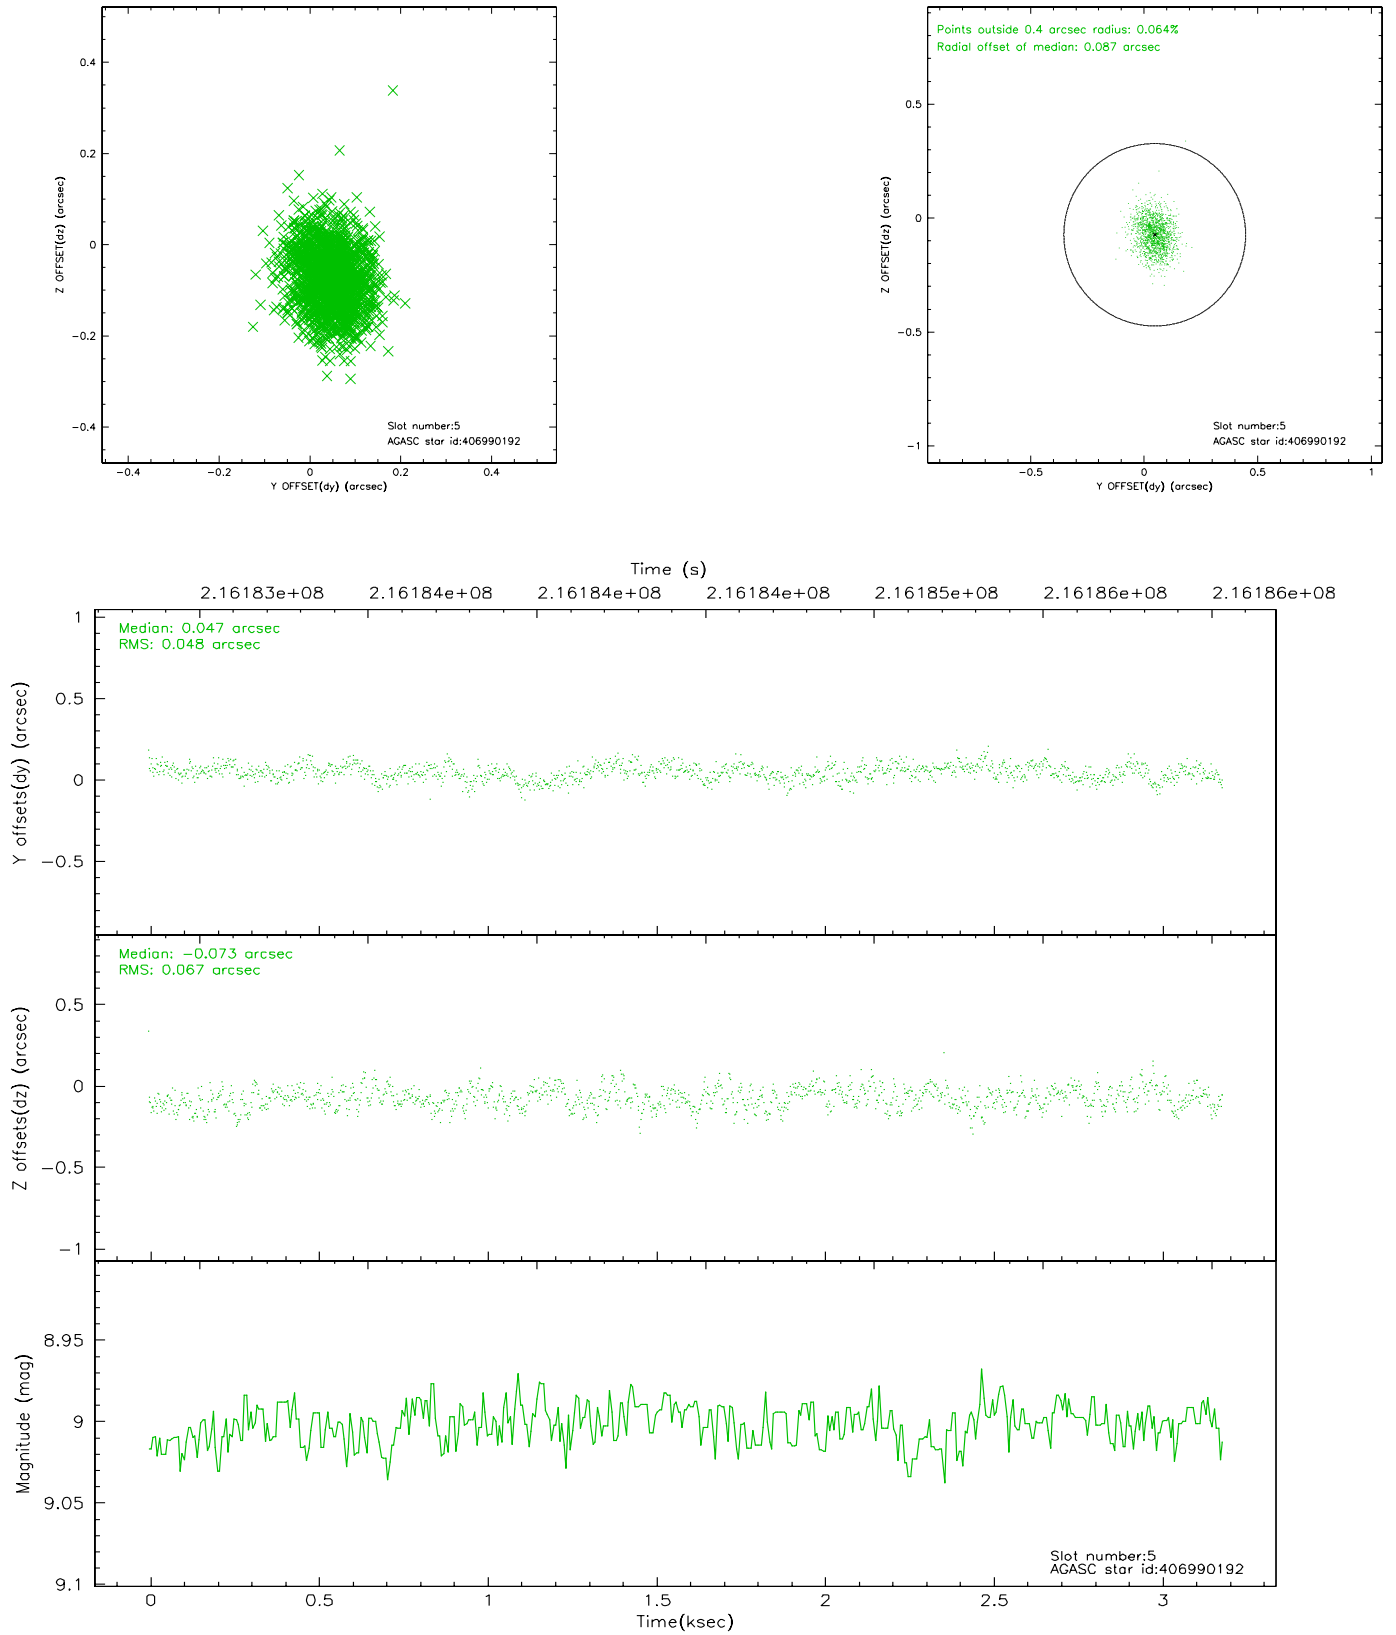 0.4
0.2
0
−0.2
−0.4
Z OFFSET(dz) (arcsec)
−0.4
−0.2
0
0.2
0.4
Y OFFSET(dy) (arcsec)
Slot number:5
AGASC star id:406990192
Points outside 0.4 arcsec radius: 0.064%
Radial offset of median: 0.087 arcsec
0.5
0
−0.5
−1
Z OFFSET(dz) (arcsec)
−0.5
0
0.5
1
Y OFFSET(dy) (arcsec)
Slot number:5
AGASC star id:406990192
Time (s)
2.16183e+08 2.16184e+08 2.16184e+08 2.16184e+08 2.16185e+08 2.16186e+08 2.16186e+08
Median: 0.047 arcsec
RMS: 0.048 arcsec
1
0.5
0
−0.5
Y offsets(dy) (arcsec)
Median: −0.073 arcsec
RMS: 0.067 arcsec
0.5
0
−0.5
−1
Z offsets(dz) (arcsec)
8.95
9
9.05
9.1
Magnitude (mag)
Slot number:5
AGASC star id:406990192
0 0.5 1 1.5 2 2.5 3
Time(ksec)